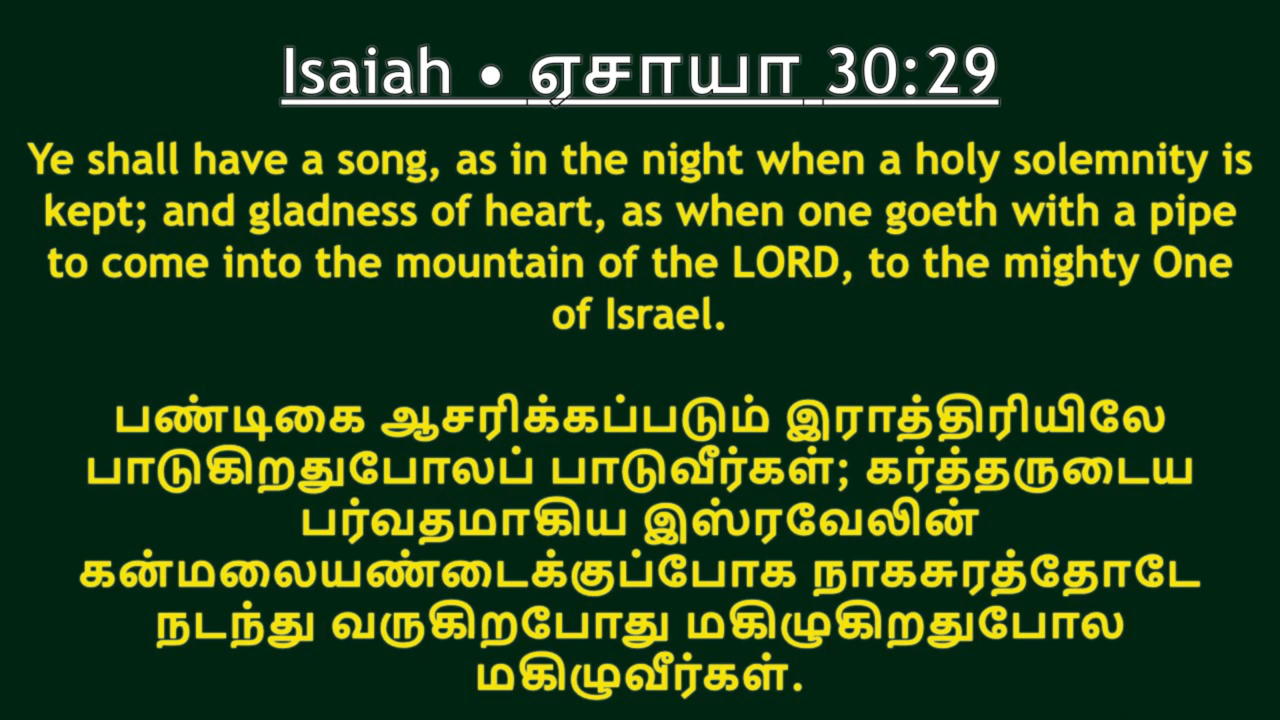 Isaiah • ஏசாயா 30:29
Ye shall have a song, as in the night when a holy solemnity is
kept; and gladness of heart, as when one goeth with a pipe
to come into the mountain of the LORD, to the mighty One
of Israel.
பண்டிகை ஆசரிக்கப்படும் இராத்திரியிலே
பாடுகிறதுபோலப் பாடுவீர்கள்; கர்த்தருடைய
பர்வதமாகிய இஸ்ரவேலின்
கன்மலையண்டைக்குப்போக நாகசுரத்தோடே
நடந்து வருகிறபோது மகிழுகிறதுபோல
மகிழுவீர்கள்.